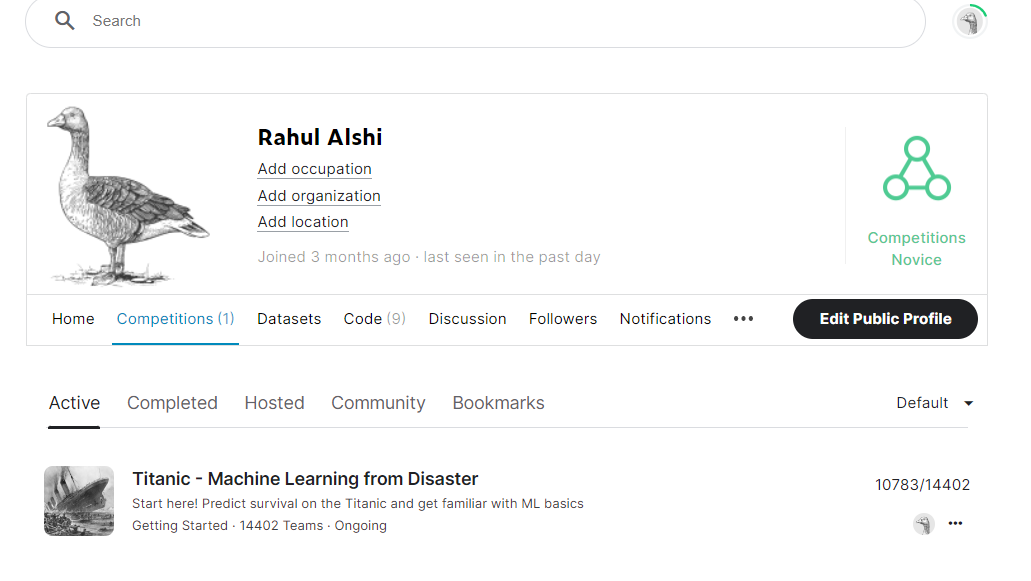 Search
Rahul Alshi
Add occupation
Add organization
Add location
Joined 3 months ago · last seen in the past day
Competitions
Novice
Home Competitions (1) Datasets Code (9) Discussion Followers Notifications ••• Edit Public Profile
Active Completed Hosted Community Bookmarks Default
Titanic - Machine Learning from Disaster
10783/14402
Start here! Predict survival on the Titanic and get familiar with ML basics
Getting Started · 14402 Teams · Ongoing